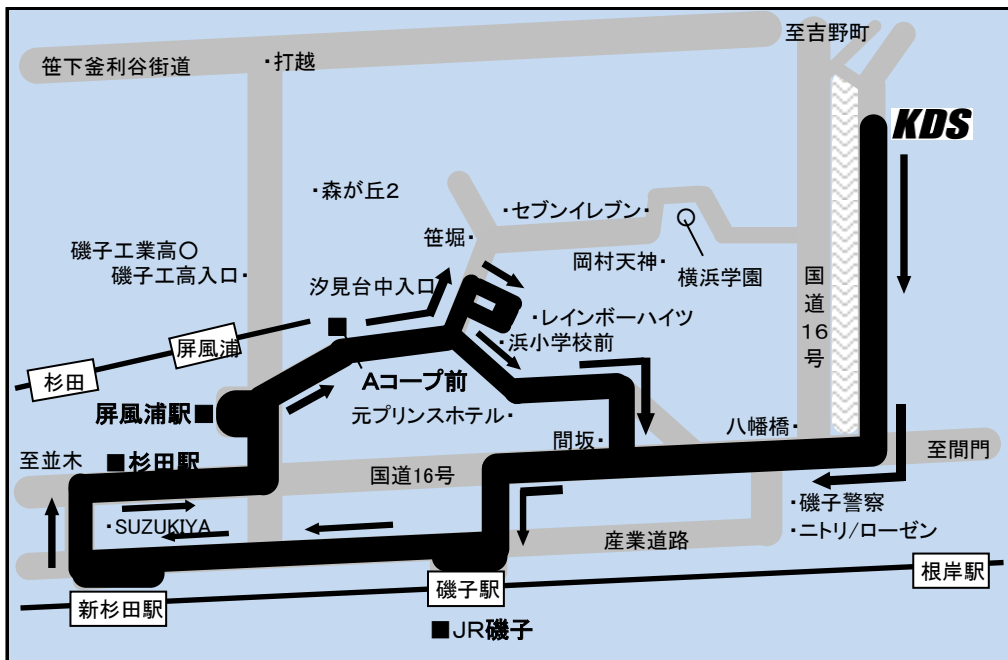 至吉野町
笹下釜利谷街道
・打越
KDS
・森が丘2
・セブンイレブン・
笹堀・
磯子工業高〇
磯子工高入口・
岡村天神・
横浜学園
汐見台中入口
国道16号
・レインボーハイツ
・浜小学校前
屏風浦
杉田
Aコープ前
屏風浦駅■
元プリンスホテル・
間坂・
八幡橋・
至間門
至並木
■杉田駅
国道16号
・磯子警察
・SUZUKIYA
・ニトリ/ローゼン
産業道路
根岸駅
磯子駅
新杉田駅
■JR磯子